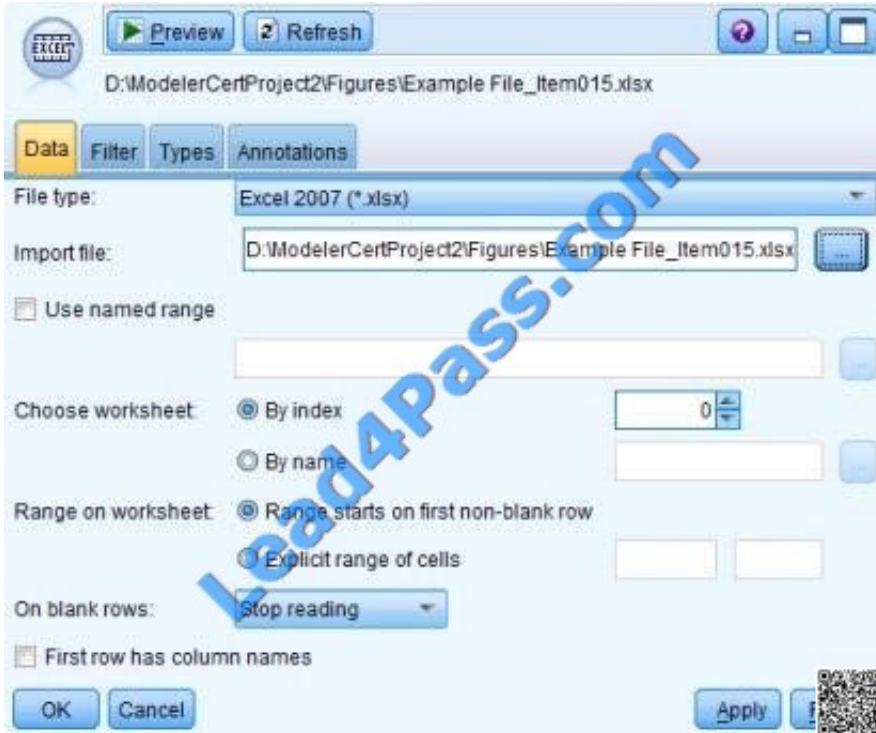 EXCEL
Preview
Refresh
D:\ModelerCertProject2\Figures\Example File_Item015.xlsx
Data
Filter
Types
Annotations
File type:
Excel 2007 (*.xlsx)
Import file:
D:\ModelerCertProject2\Figures\Example File_Item015.xlsx
...
Use named range
...
Choose worksheet:
By index
0
By name
...
Range on worksheet:
Range starts on first non-blank row
Explicit range of cells
On blank rows:
Stop reading
First row has column names
OK
Cancel
Apply
Lead4Pass.com